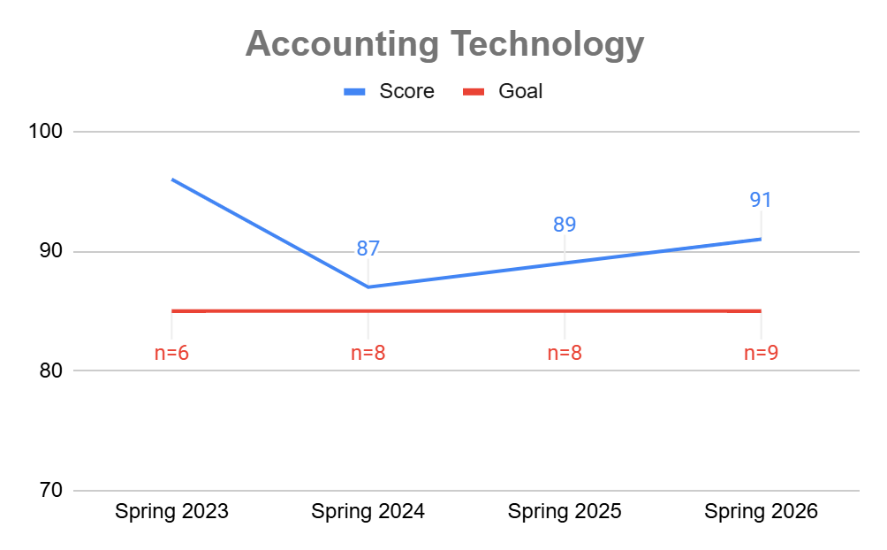 Accounting Technology
Score Goal
100
90
80
70
87
89
91
n=6
n=8
n=8
n=9
Spring 2023
Spring 2024
Spring 2025
Spring 2026